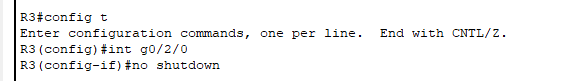 R3#config t
Enter configuration commands, one per line.  End with CNTL/Z.
R3(config)#int g0/2/0
R3(config-if)#no shutdown